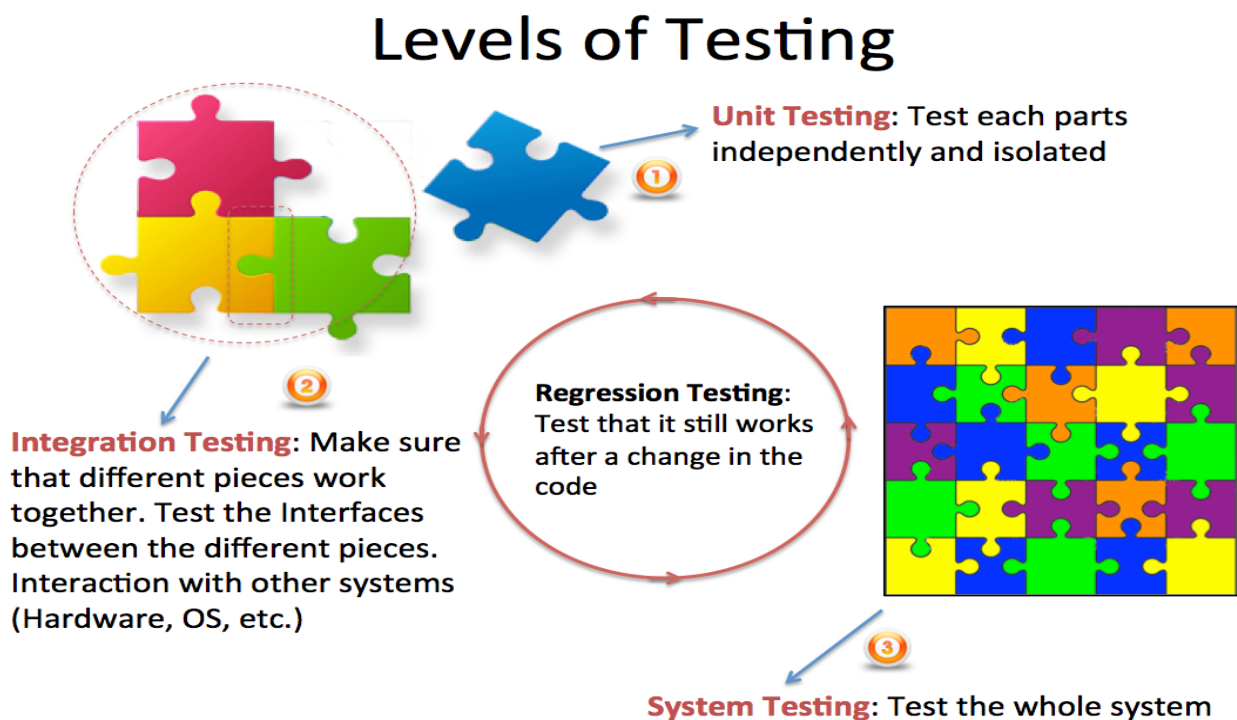 Levels of Testing
Unit Testing: Test each parts
independently and isolated
1
2
Integration Testing: Make sure
that different pieces work
together. Test the Interfaces
between the different pieces.
Interaction with other systems
(Hardware, OS, etc.)
Regression Testing:
Test that it still works
after a change in the
code
3
System Testing: Test the whole system